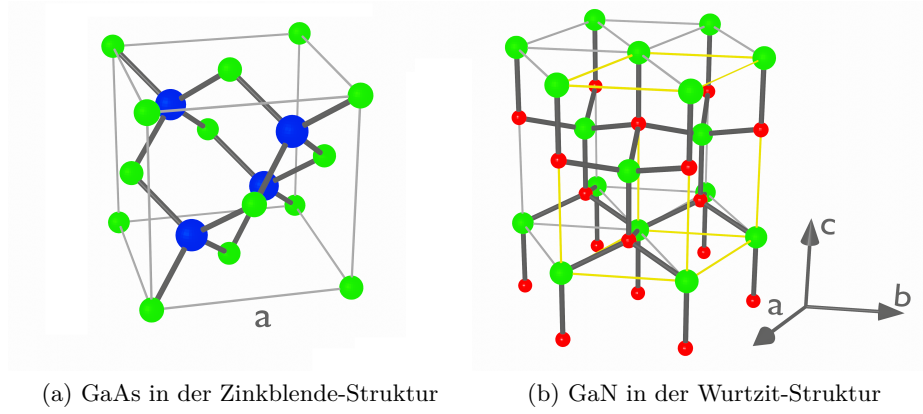 a
c
b
a
(a) GaAs in der Zinkblende-Struktur
(b) GaN in der Wurtzit-Struktur